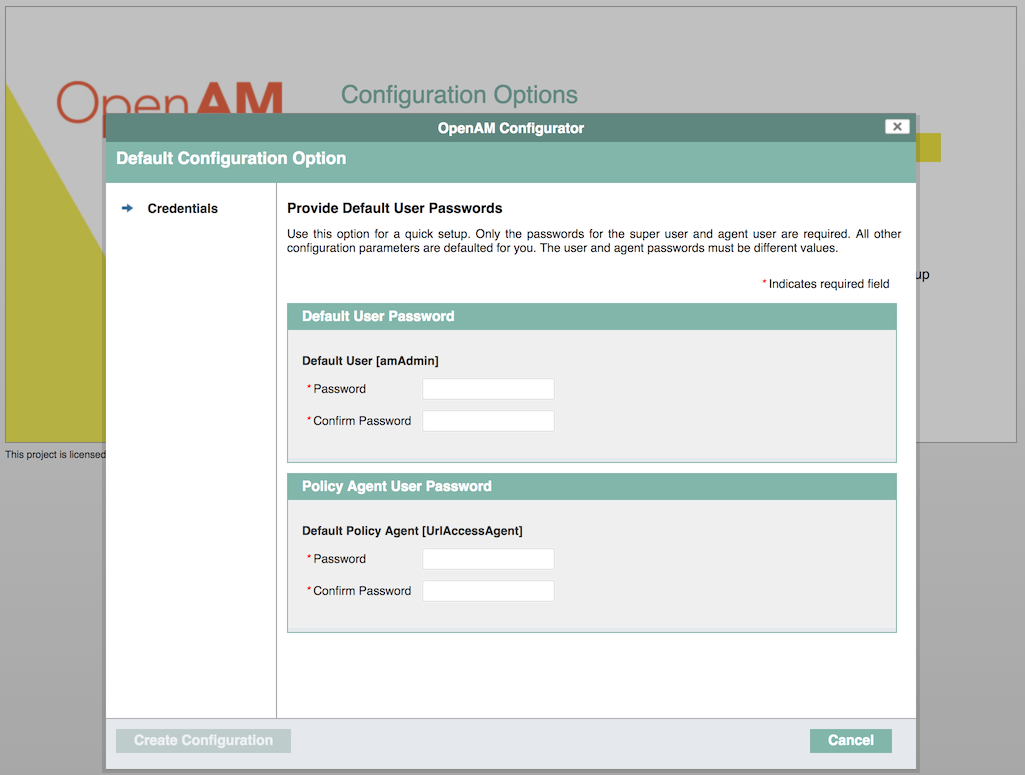 OpenAM
Configuration Options
OpenAM Configurator
Default Configuration Option
Credentials
Provide Default User Passwords
Use this option for a quick setup. Only the passwords for the super user and agent user are required. All other
configuration parameters are defaulted for you. The user and agent passwords must be different values.
* Indicates required field
up
Default User Password
Default User [amAdmin]
* Password
* Confirm Password
This project is licensed
Policy Agent User Password
Default Policy Agent [UrlAccessAgent]
* Password
* Confirm Password
Create Configuration
Cancel